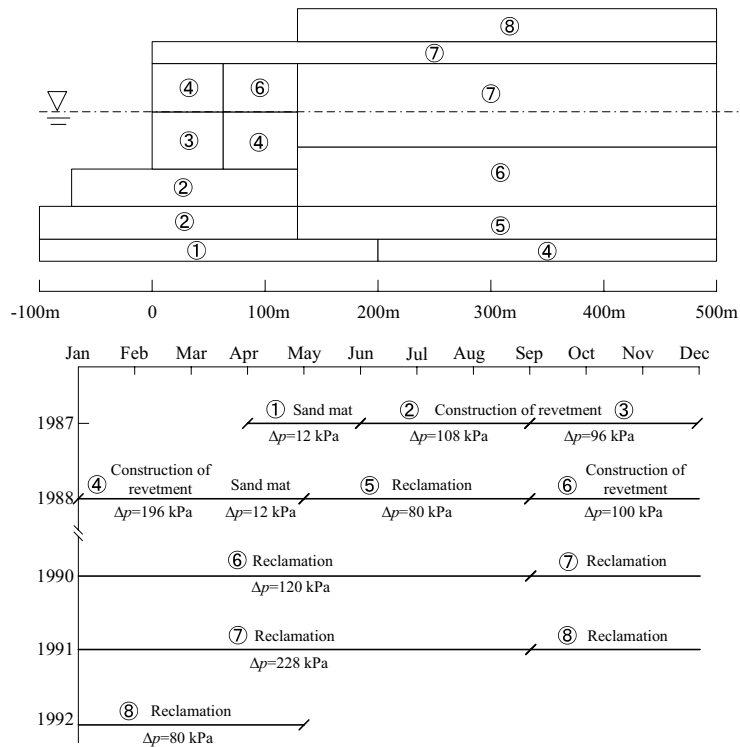 ⑧
⑦
④ ⑥ ⑦
③ ④
② ⑥
② ⑤
① ④
-100m 0 100m 200m 300m 400m 500m
Jan Feb Mar Apr May Jun Jul Aug Sep Oct Nov Dec
1987
① Sand mat ② Construction of revetment ③
Δp=12 kPa Δp=108 kPa Δp=96 kPa
1988
④ Construction of revetment Sand mat ⑤ Reclamation ⑥ Construction of revetment
Δp=196 kPa Δp=12 kPa Δp=80 kPa Δp=100 kPa
1990
⑥ Reclamation ⑦ Reclamation
Δp=120 kPa
1991
⑦ Reclamation ⑧ Reclamation
Δp=228 kPa
1992
⑧ Reclamation
Δp=80 kPa